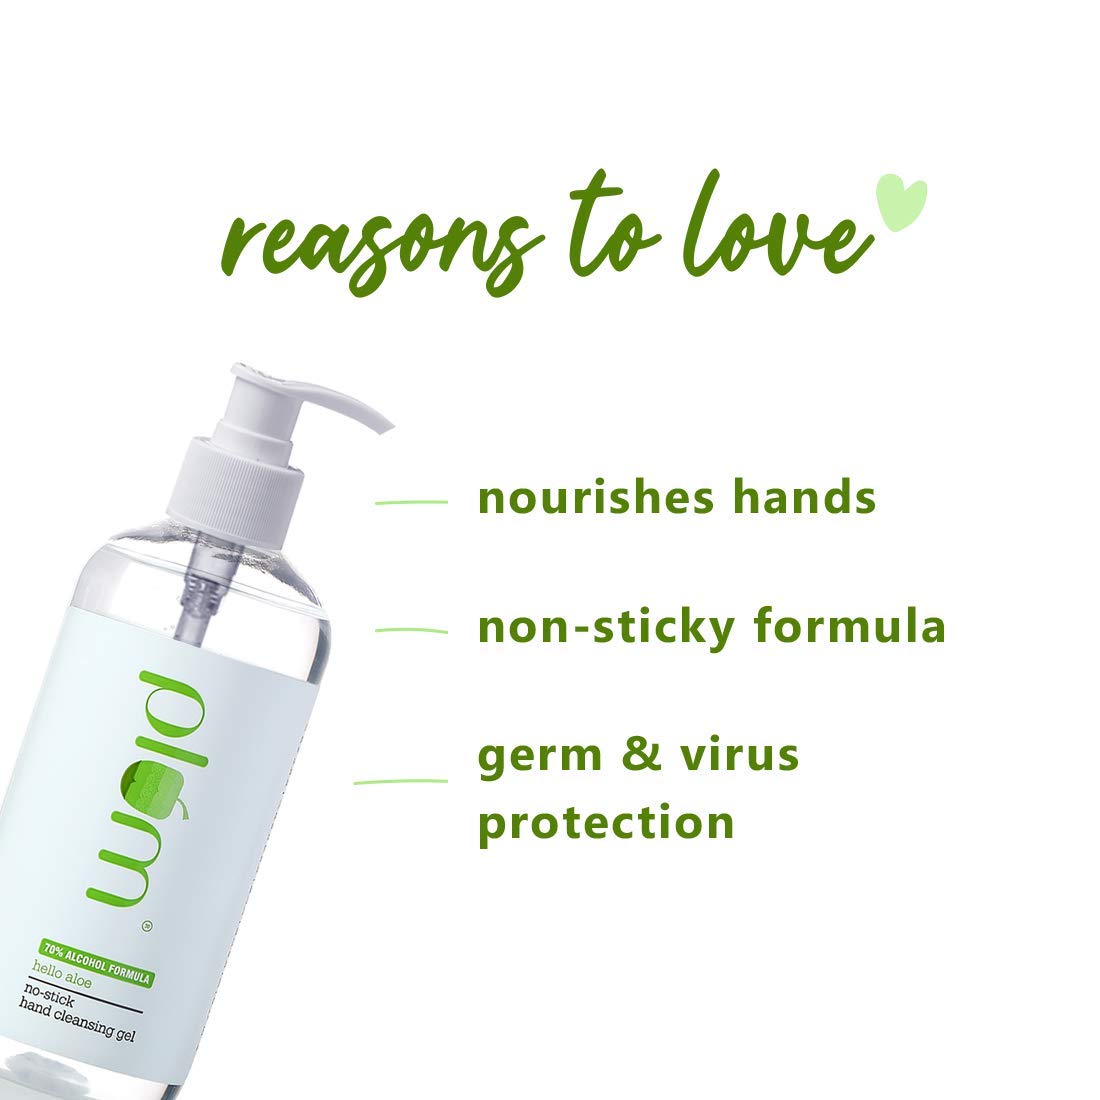 reasons to love
nourishes hands
non-sticky formula
germ & virus
protection
plum
70% ALCOHOL FORMULA
hello aloe
no-stick
hand cleansing gel